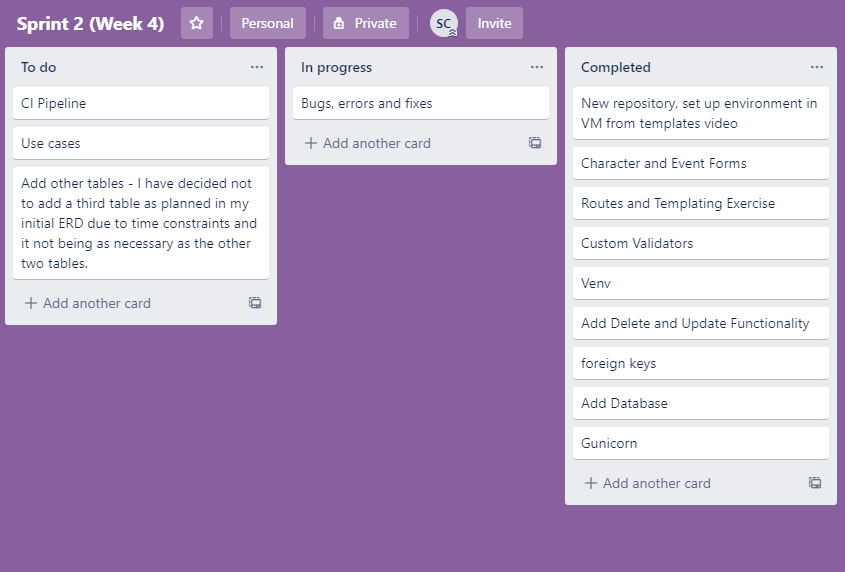 Sprint 2 (Week 4)
Personal
Private
SC
Invite
To do
CI Pipeline
Use cases
Add other tables - I have decided not
to add a third table as planned in my
initial ERD due to time constraints and
it not being as necessary as the other
two tables.
Add another card
In progress
Bugs, errors and fixes
Add another card
Completed
New repository, set up environment in
VM from templates video
Character and Event Forms
Routes and Templating Exercise
Custom Validators
Venv
Add Delete and Update Functionality
foreign keys
Add Database
Gunicorn
Add another card